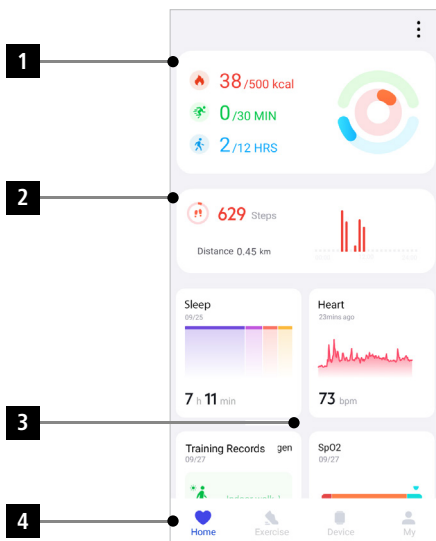 1
38/500 kcal
0/30 MIN
2/12 HRS
2
629 Steps
Distance 0.45 km
Sleep
09/25
7 h 11 min
Heart
23mins ago
73 bpm
3
Training Records gen
09/27
SpO2
09/27
4
Home
Exercise
Device
My